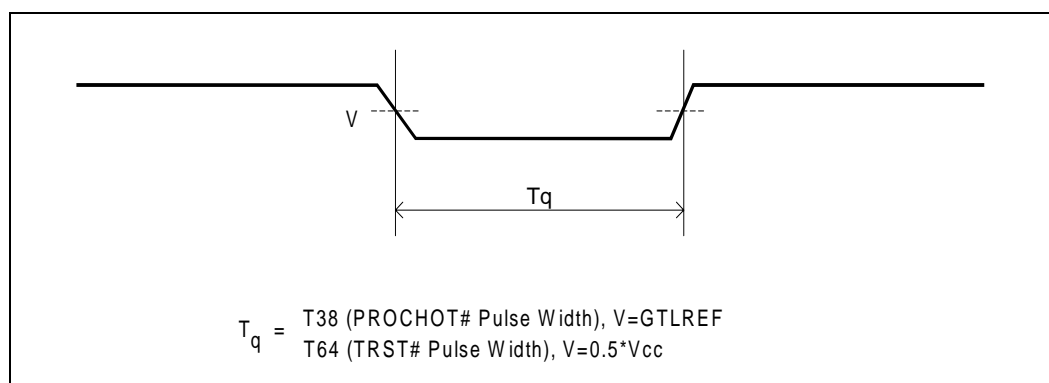 V
Tq
Tq = T38 (PROCHOT# Pulse Width), V=GTLREF
T64 (TRST# Pulse Width), V=0.5*Vcc